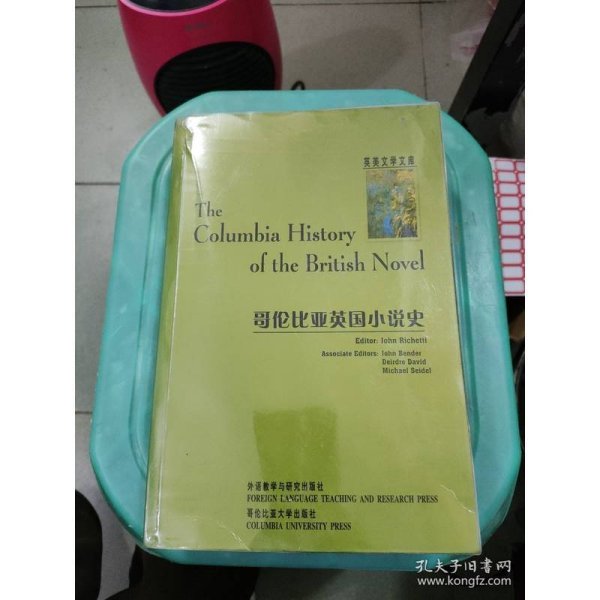 英美文学文库
The
Columbia History
of the British Novel
哥伦比亚英国小说史
Editor: John Richetti
Associate Editors: John Bender
Deirdre David
Michael Seidel
外语教学与研究出版社
FOREIGN LANGUAGE TEACHING AND RESEARCH PRESS
哥伦比亚大学出版社
COLUMBIA UNIVERSITY PRESS
孔夫子旧书网
www.kongfz.com